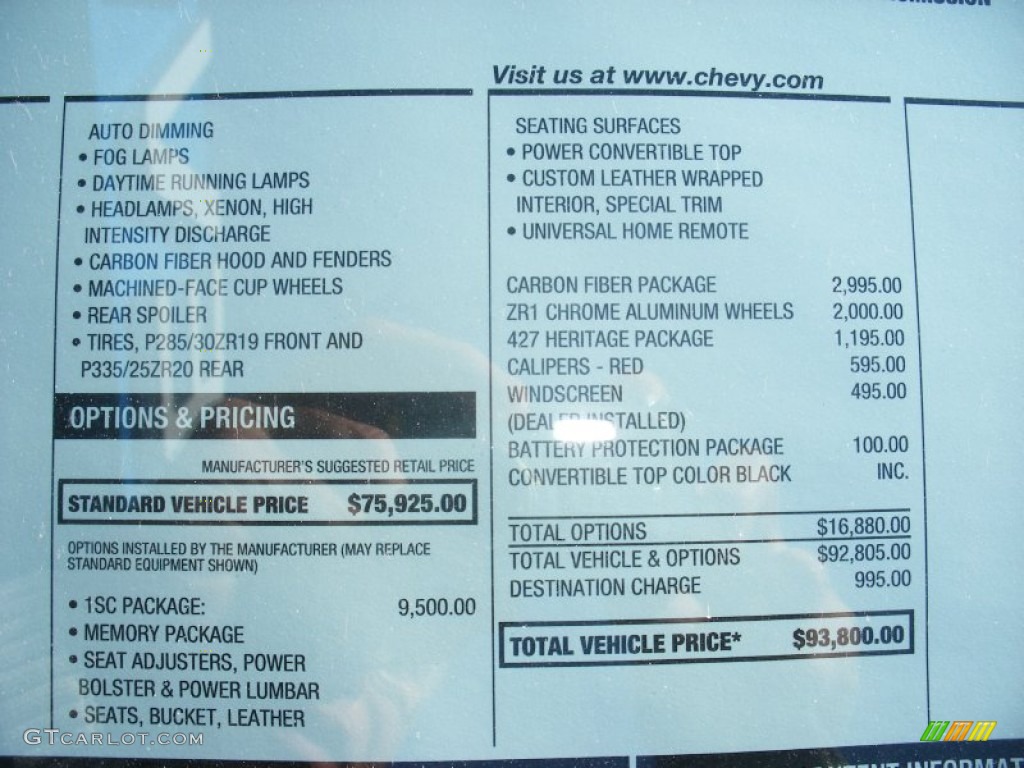 Visit us at www.chevy.com
AUTO DIMMING
• FOG LAMPS
• DAYTIME RUNNING LAMPS
• HEADLAMPS, XENON, HIGH
INTENSITY DISCHARGE
• CARBON FIBER HOOD AND FENDERS
• MACHINED-FACE CUP WHEELS
• REAR SPOILER
• TIRES, P285/30ZR19 FRONT AND
P335/25ZR20 REAR
OPTIONS & PRICING
MANUFACTURER'S SUGGESTED RETAIL PRICE
STANDARD VEHICLE PRICE $75,925.00
OPTIONS INSTALLED BY THE MANUFACTURER (MAY REPLACE
STANDARD EQUIPMENT SHOWN)
• 1SC PACKAGE: 9,500.00
• MEMORY PACKAGE
• SEAT ADJUSTERS, POWER
BOLSTER & POWER LUMBAR
• SEATS, BUCKET, LEATHER
SEATING SURFACES
• POWER CONVERTIBLE TOP
• CUSTOM LEATHER WRAPPED
INTERIOR, SPECIAL TRIM
• UNIVERSAL HOME REMOTE
CARBON FIBER PACKAGE 2,995.00
ZR1 CHROME ALUMINUM WHEELS 2,000.00
427 HERITAGE PACKAGE 1,195.00
CALIPERS - RED 595.00
WINDSCREEN 495.00
(DEALER INSTALLED)
BATTERY PROTECTION PACKAGE 100.00
CONVERTIBLE TOP COLOR BLACK INC.
TOTAL OPTIONS $16,880.00
TOTAL VEHICLE & OPTIONS $92,805.00
DESTINATION CHARGE 995.00
TOTAL VEHICLE PRICE* $93,800.00
GTCARLOT.COM